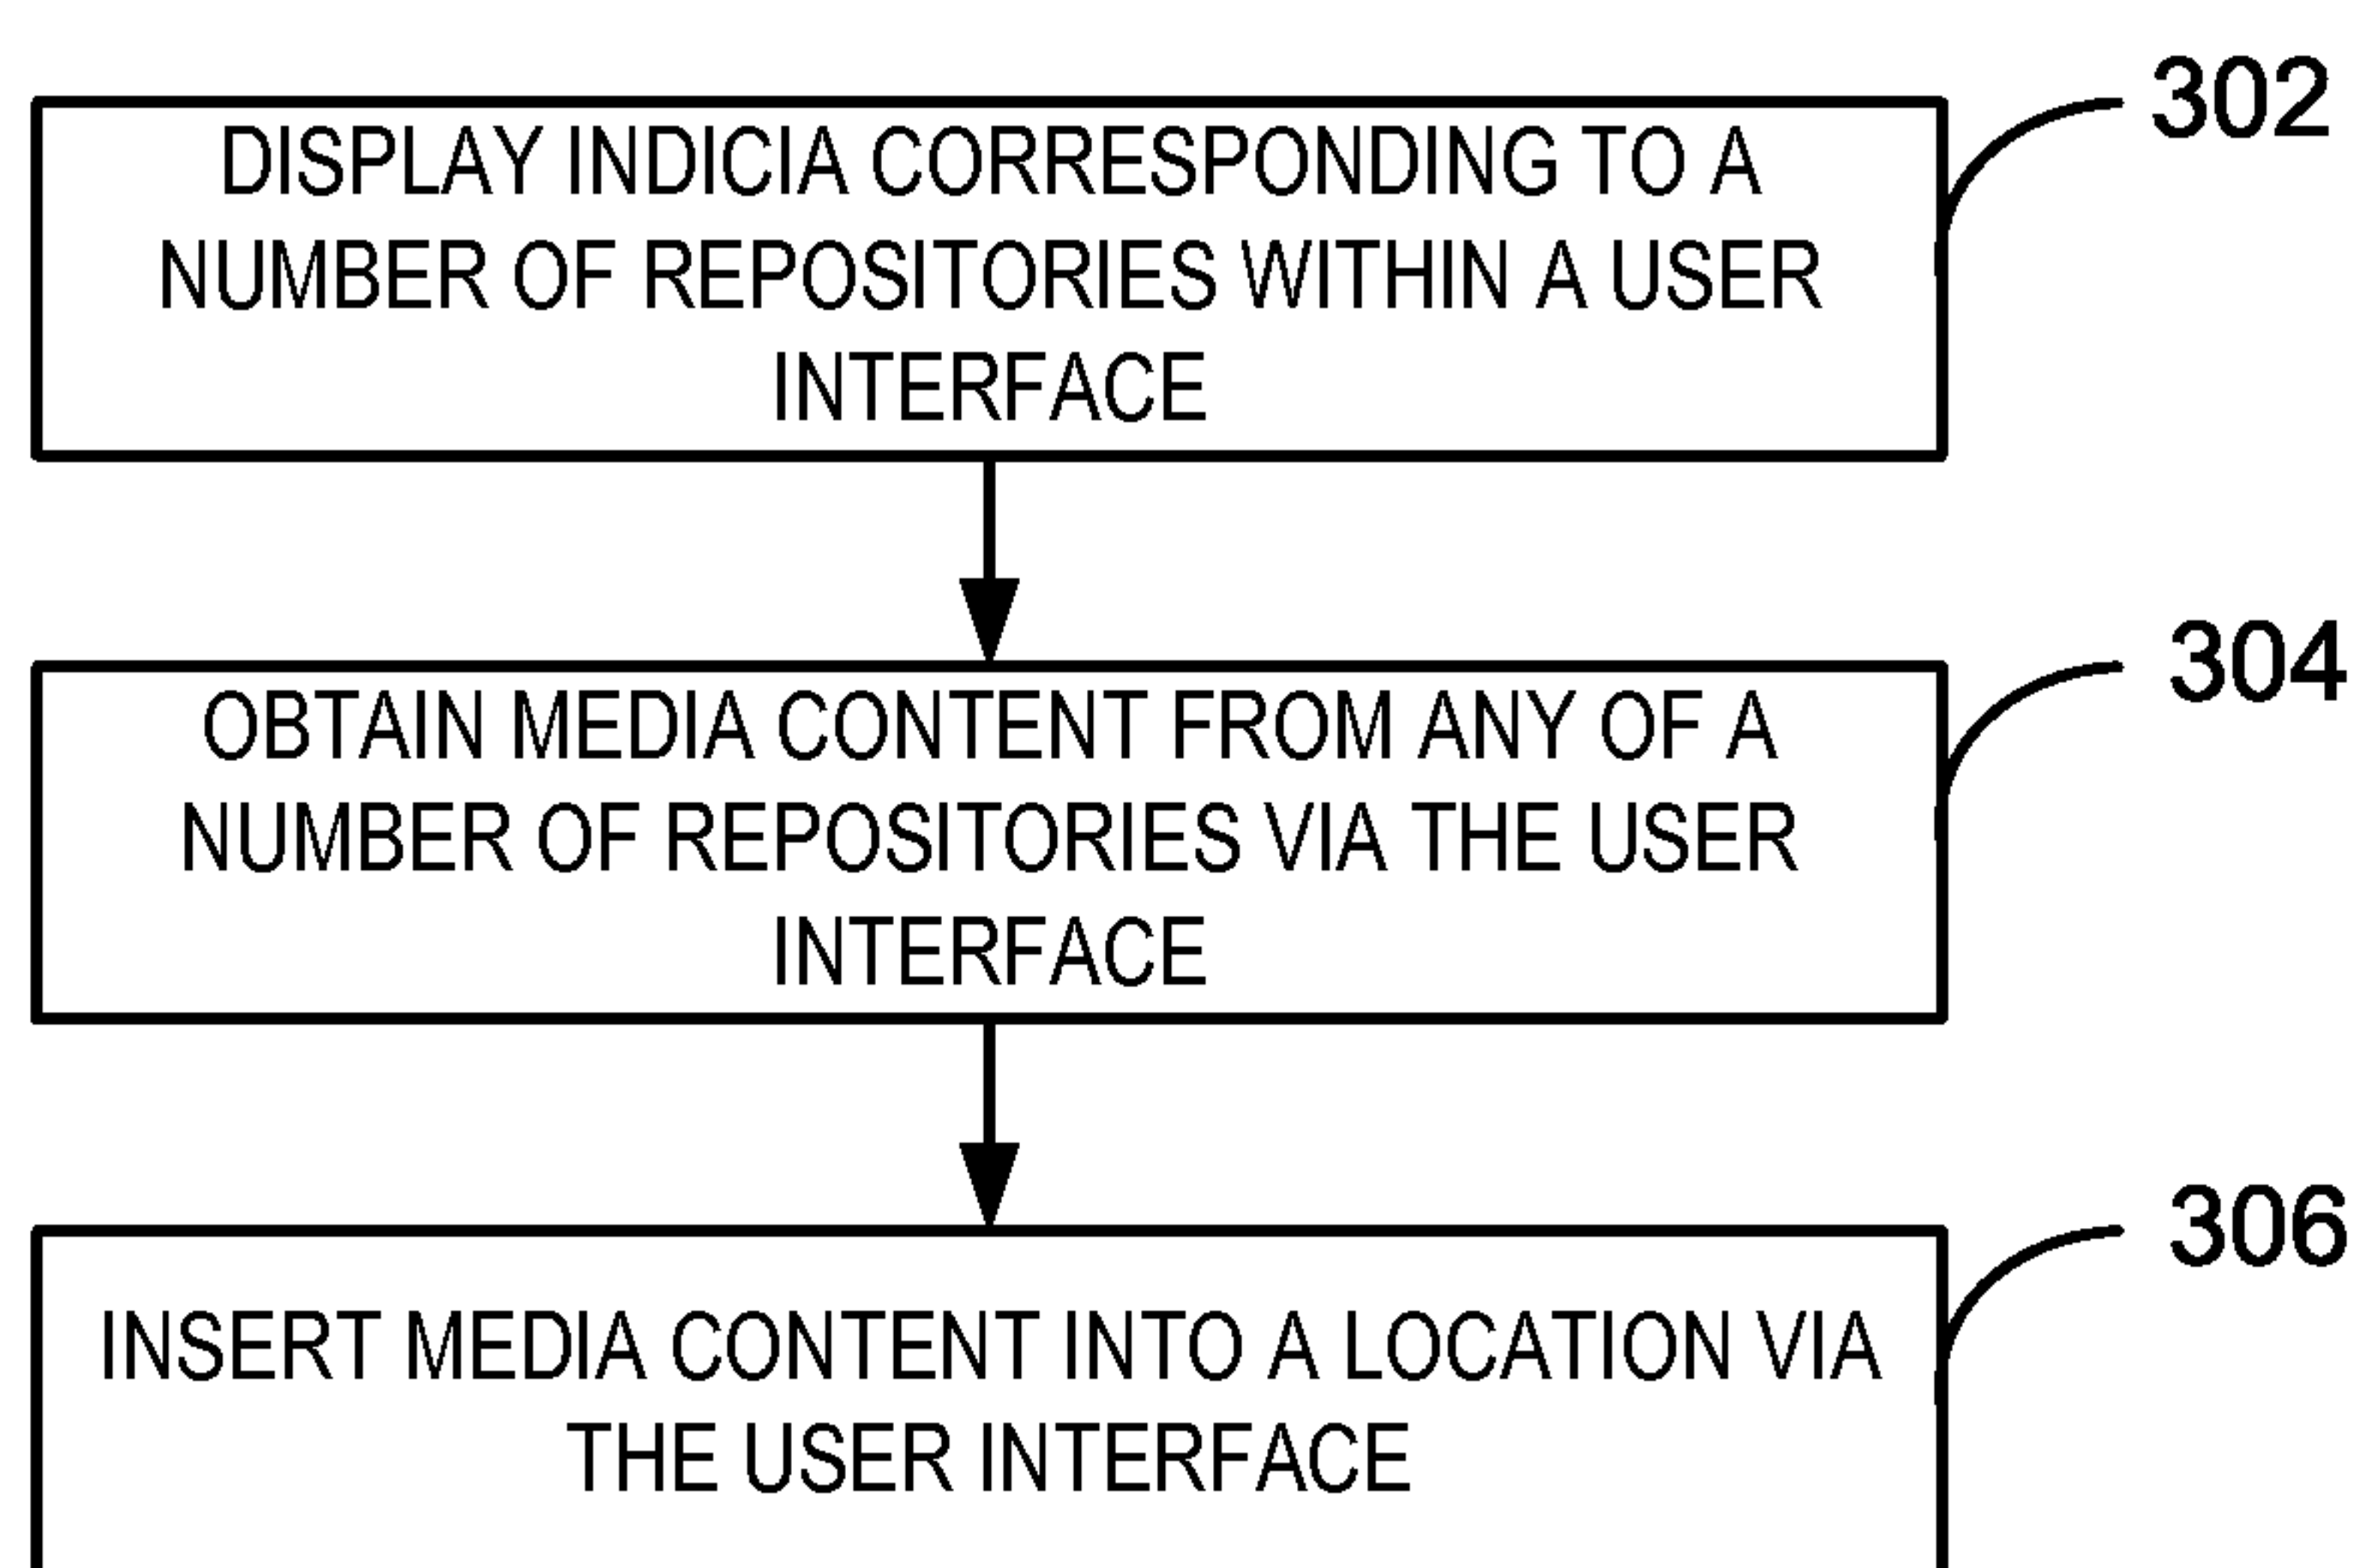 302
DISPLAY INDICIA CORRESPONDING TO A
NUMBER OF REPOSITORIES WITHIN A USER
INTERFACE
304
OBTAIN MEDIA CONTENT FROM ANY OF A
NUMBER OF REPOSITORIES VIA THE USER
INTERFACE
306
INSERT MEDIA CONTENT INTO A LOCATION VIA
THE USER INTERFACE